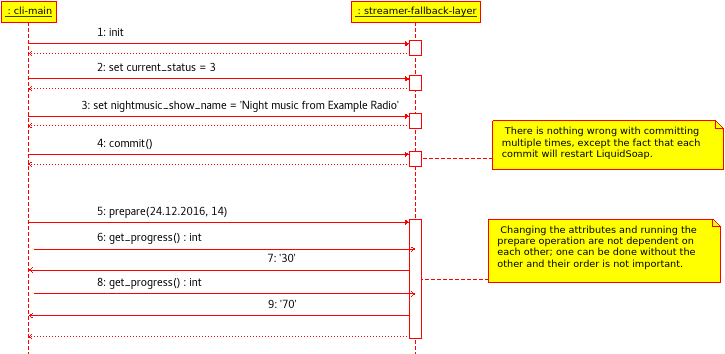 : cli-main
: streamer-fallback-layer
1: init
2: set current_status = 3
3: set nightmusic_show_name = 'Night music from Example Radio'
4: commit()
There is nothing wrong with committing
multiple times, except the fact that each
commit will restart LiquidSoap.
5: prepare(24.12.2016, 14)
6: get_progress() : int
7: '30'
8: get_progress() : int
9: '70'
Changing the attributes and running the
prepare operation are not dependent on
each other; one can be done without the
other and their order is not important.